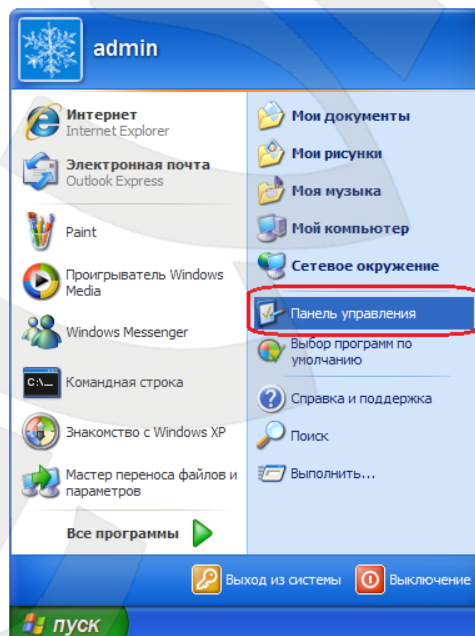 admin
Интернет
Internet Explorer
Электронная почта
Outlook Express
Paint
Проигрыватель Windows
Media
Windows Messenger
C:\_
Командная строка
Знакомство с Windows XP
Мастер переноса файлов и
параметров
Все программы
Мои документы
Мои рисунки
Моя музыка
Мой компьютер
Сетевое окружение
Панель управления
Выбор программ по
умолчанию
Справка и поддержка
Поиск
Выполнить...
Выход из системы
Выключение
пуск